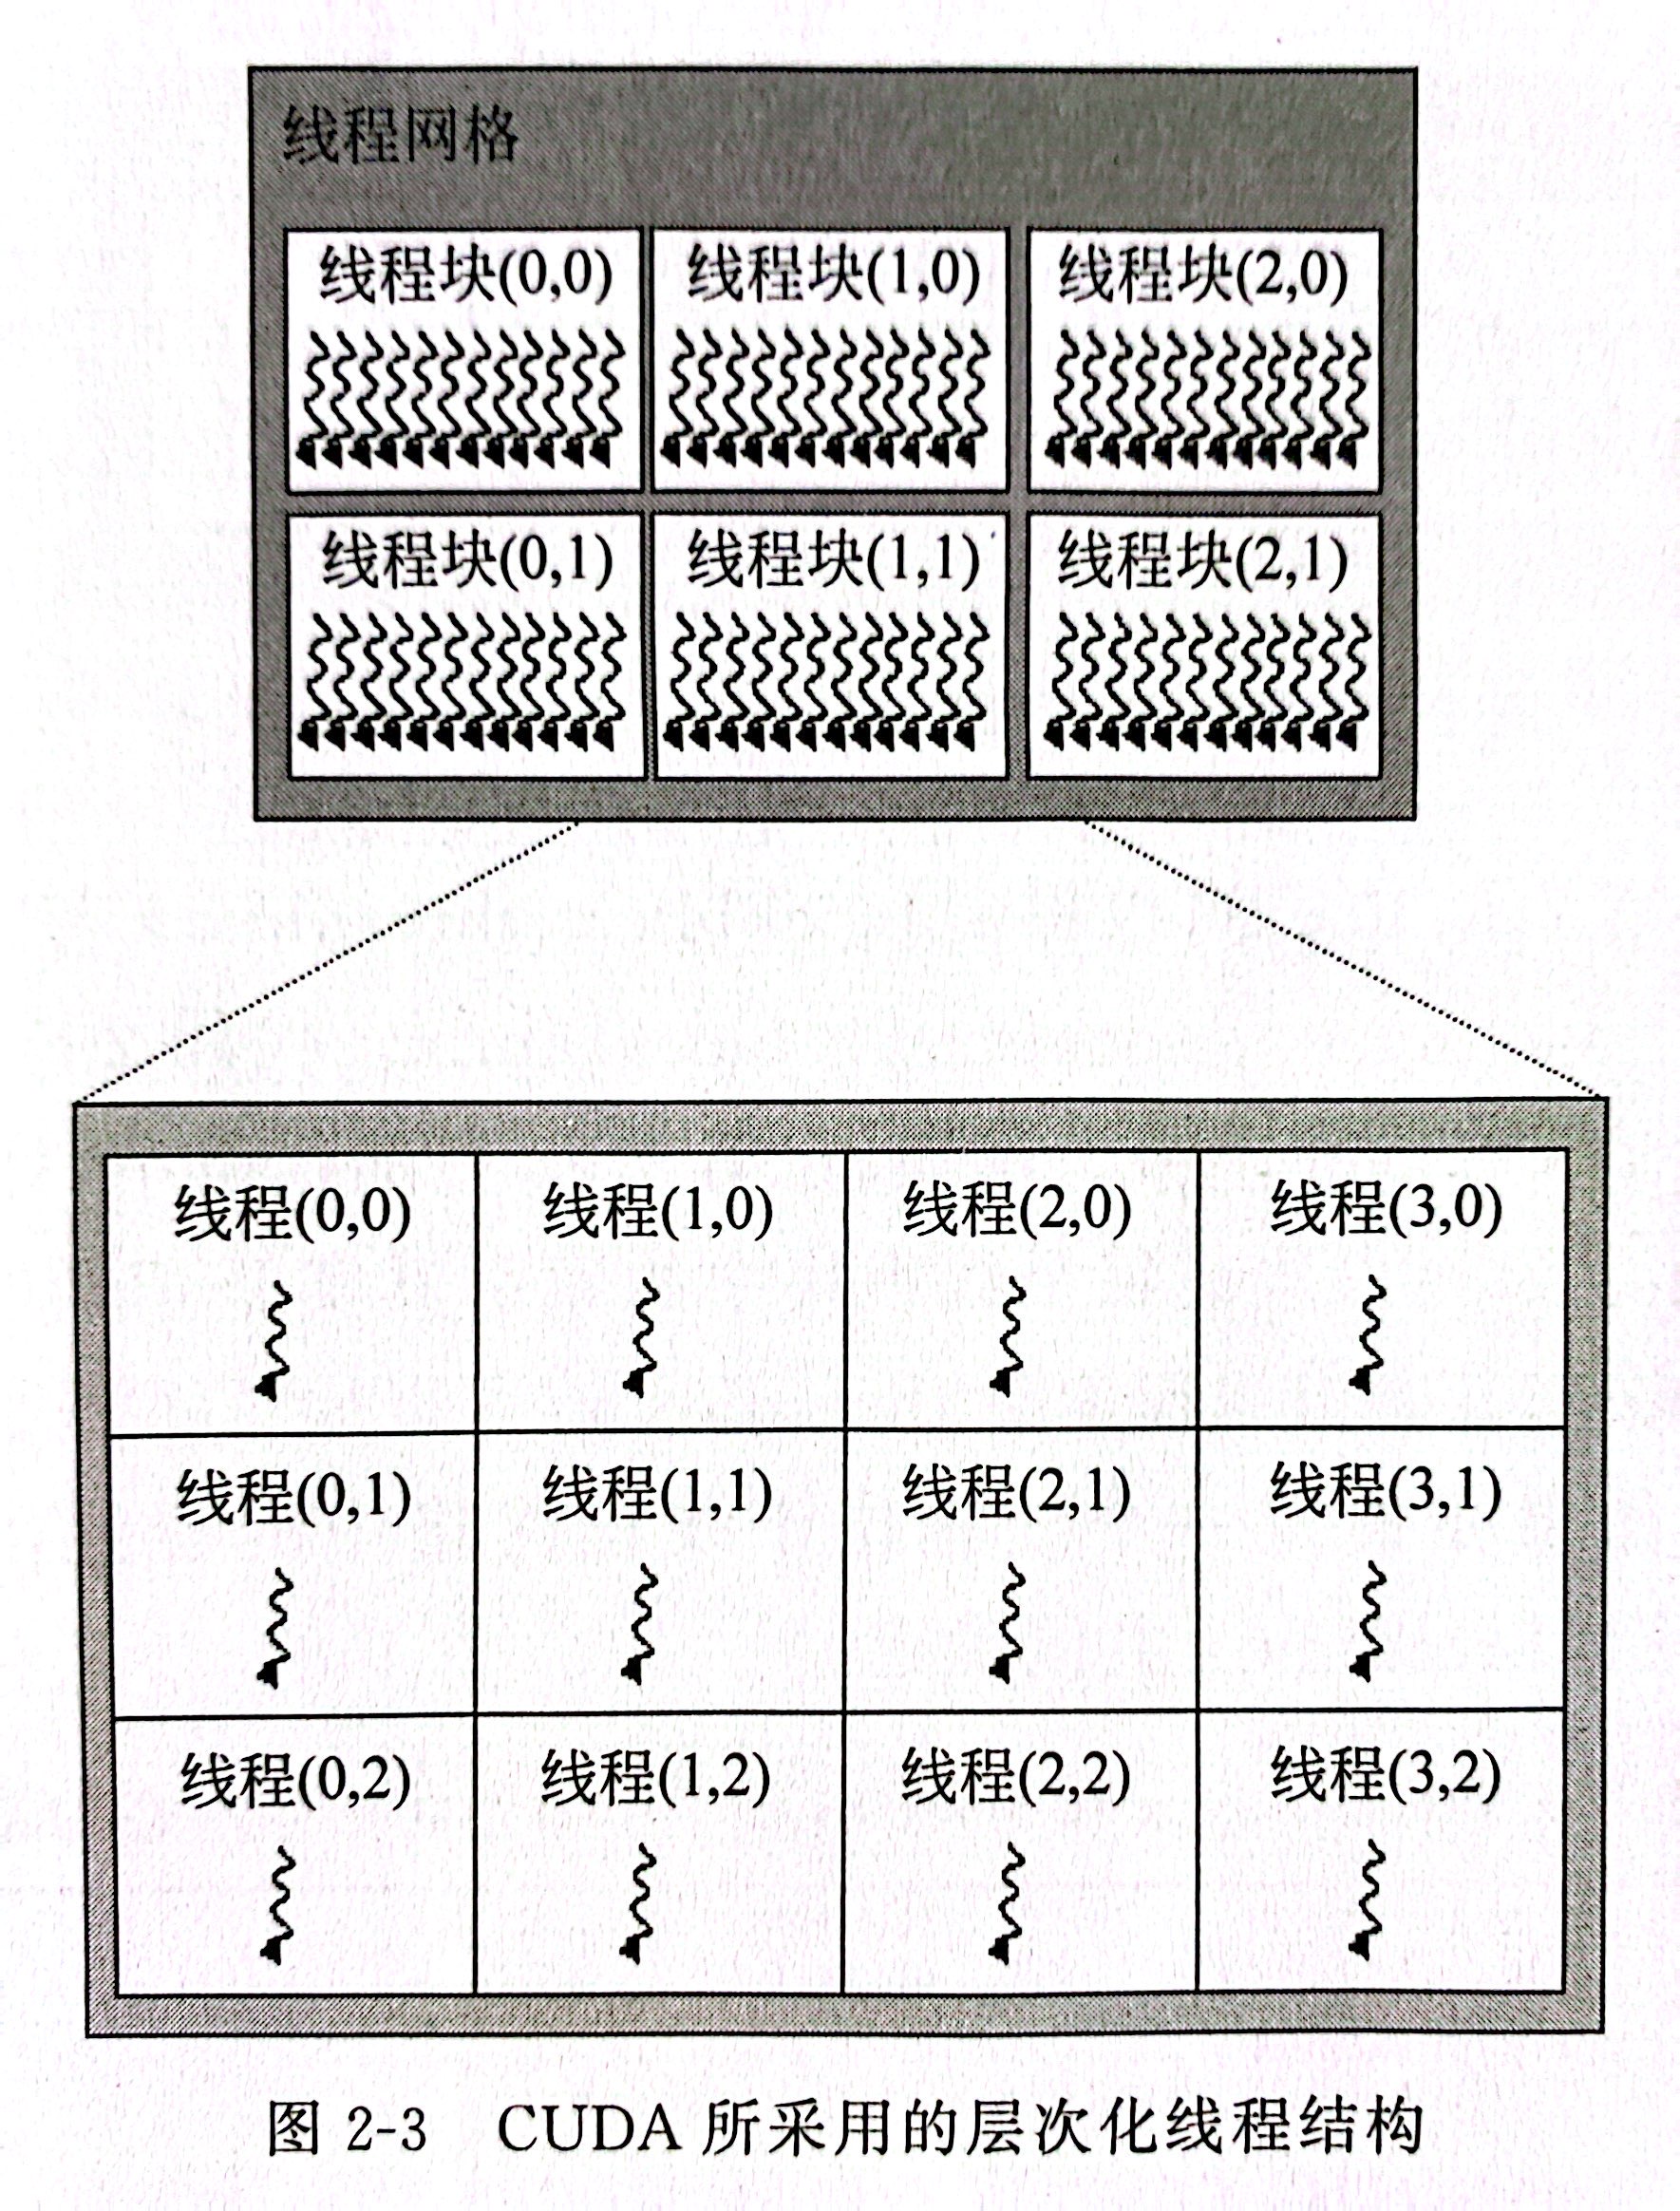 线程网格
线程块(0,0) 线程块(1,0) 线程块(2,0)
线程块(0,1) 线程块(1,1) 线程块(2,1)
线程(0,0) 线程(1,0) 线程(2,0) 线程(3,0)
线程(0,1) 线程(1,1) 线程(2,1) 线程(3,1)
线程(0,2) 线程(1,2) 线程(2,2) 线程(3,2)
图 2-3 CUDA 所采用的层次化线程结构